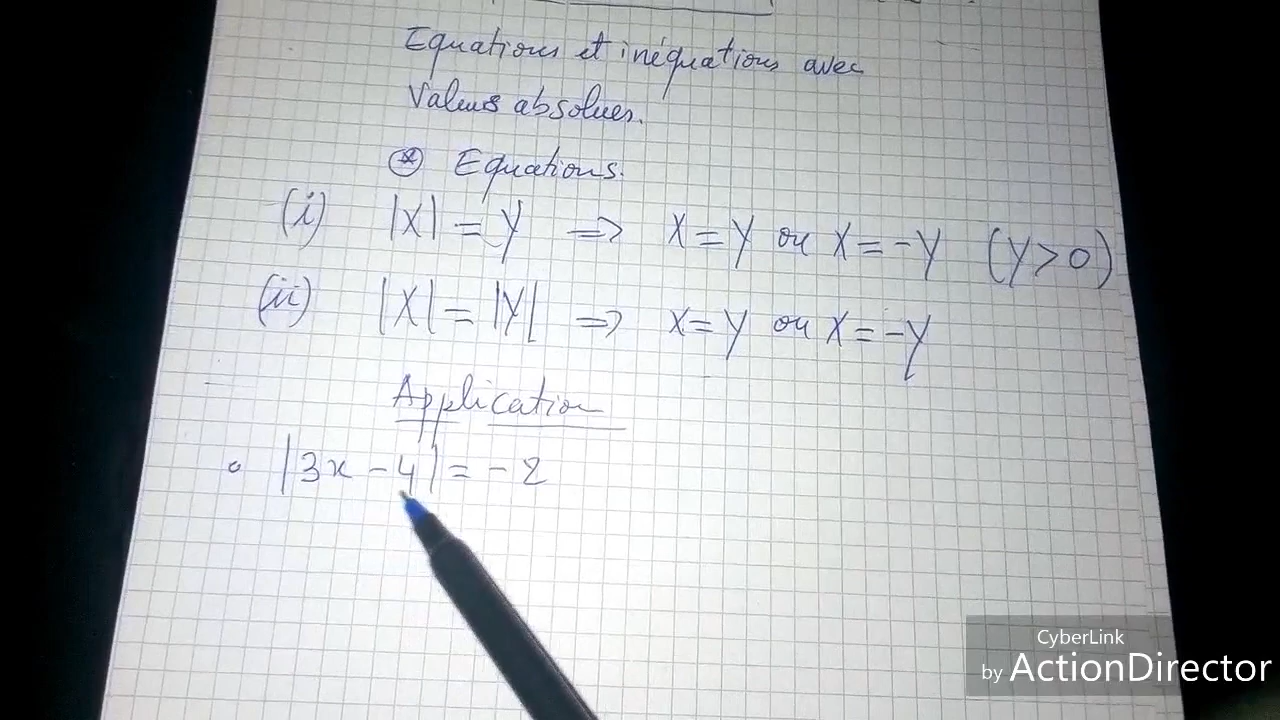 Equations et inéquations avec
Valeurs absolues.
* Equations.
(i) |X| = Y => X = Y ou X = -Y (Y > 0)
(ii) |X| = |Y| => X = Y ou X = -Y
Application
o |3x - 4| = - 2
CyberLink
by ActionDirector